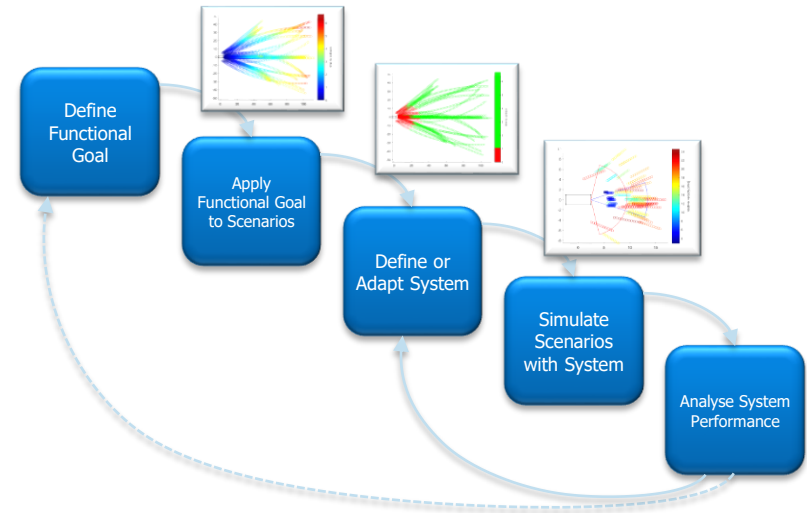 Define
Functional
Goal
Apply
Functional Goal
to Scenarios
Define or
Adapt System
Simulate
Scenarios
with System
Analyse System
Performance